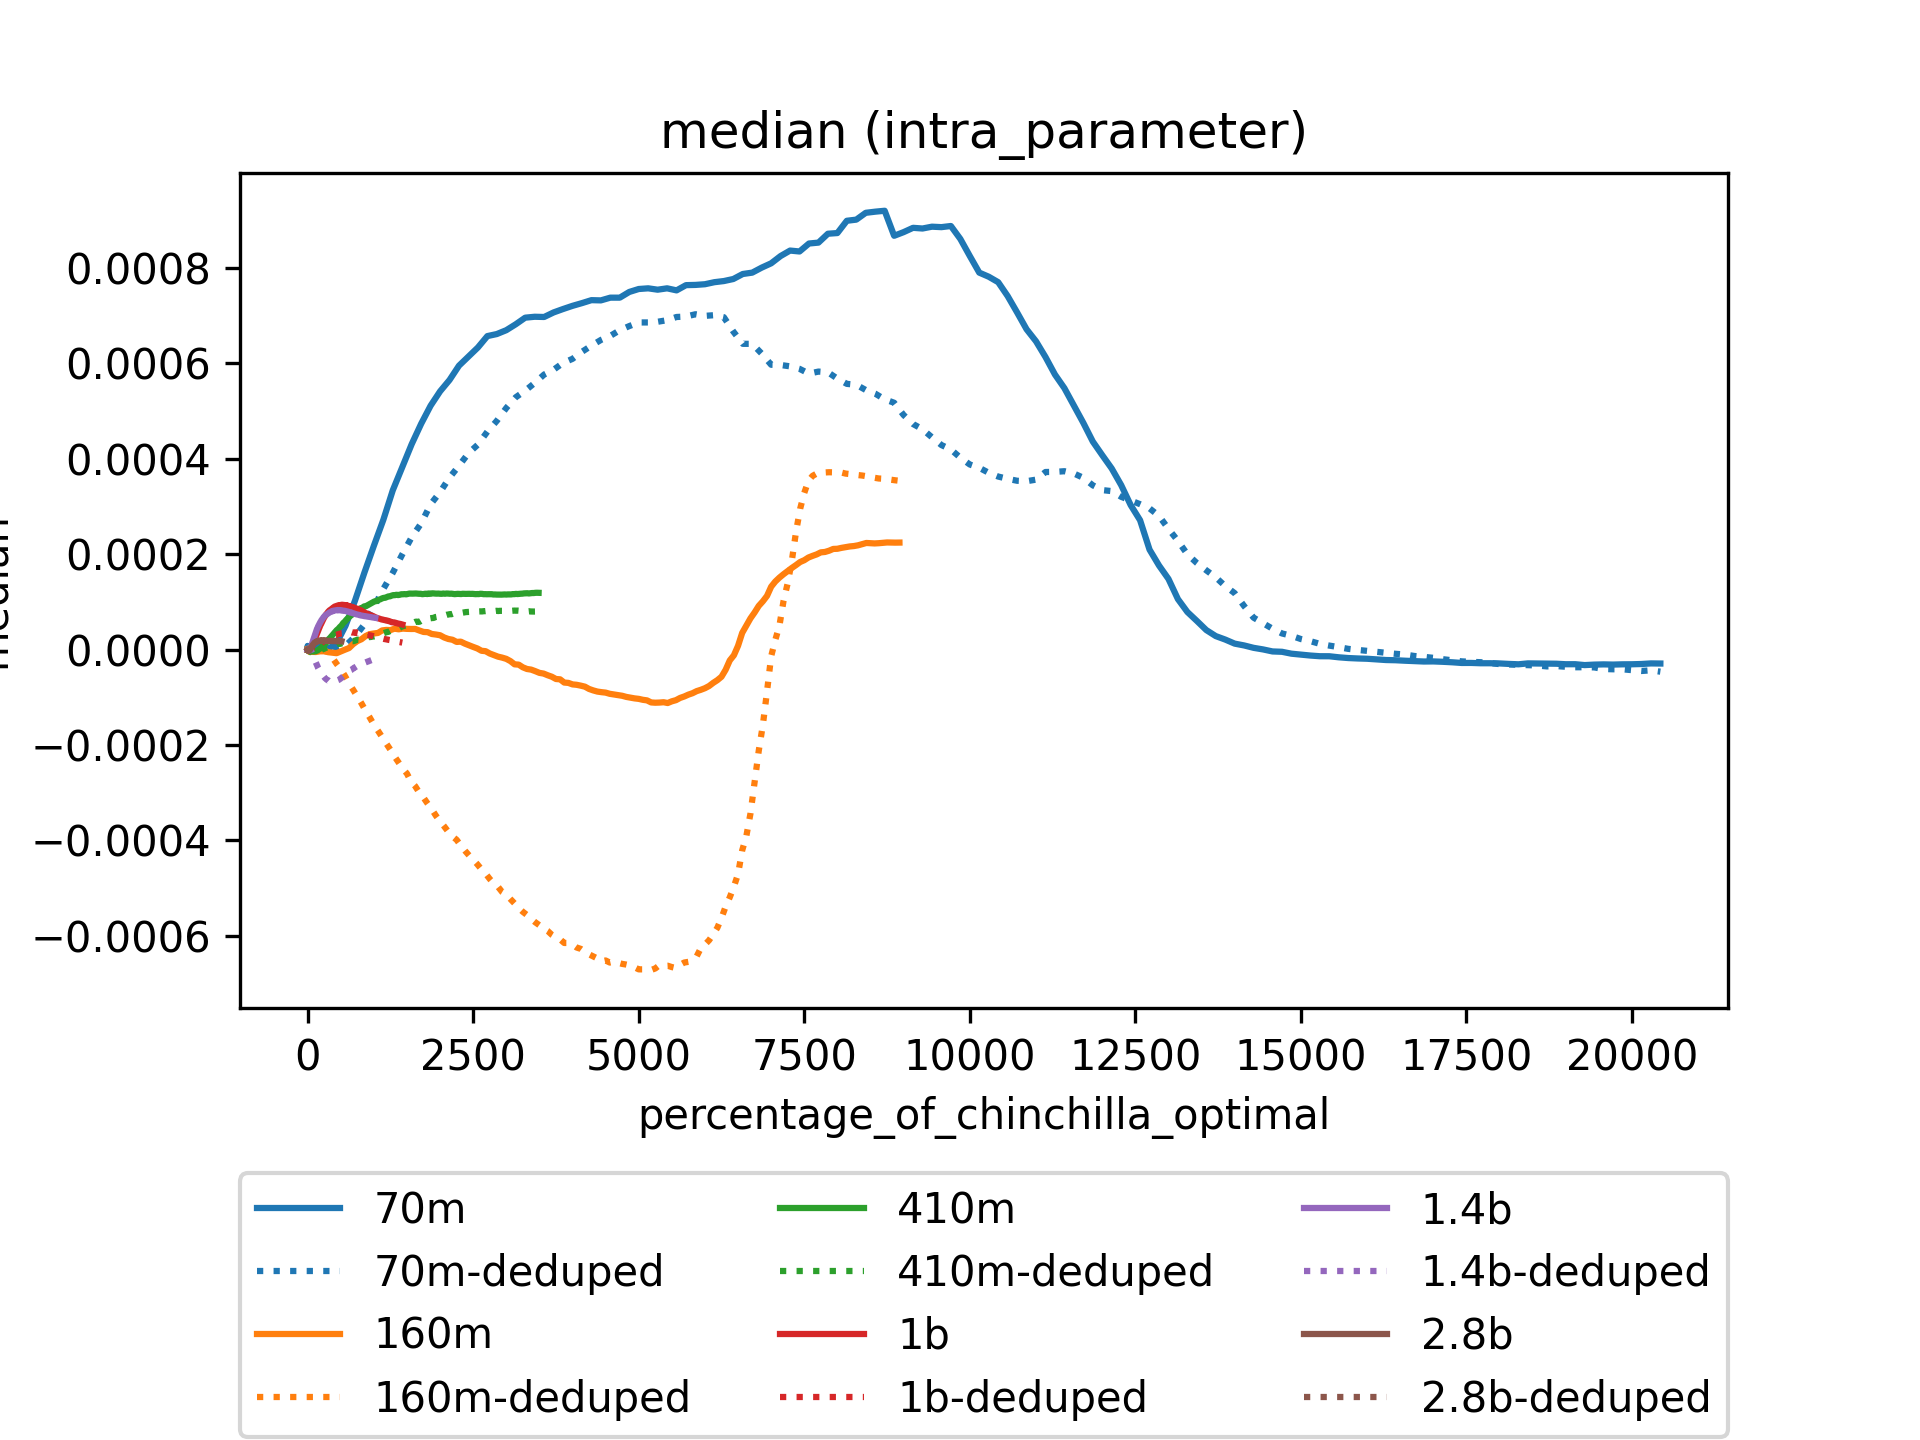 median (intra_parameter)
0.0008
0.0006
0.0004
0.0002
0.0000
−0.0002
−0.0004
−0.0006
median
0 2500 5000 7500 10000 12500 15000 17500 20000
percentage_of_chinchilla_optimal
70m 410m 1.4b
70m-deduped 410m-deduped 1.4b-deduped
160m 1b 2.8b
160m-deduped 1b-deduped 2.8b-deduped